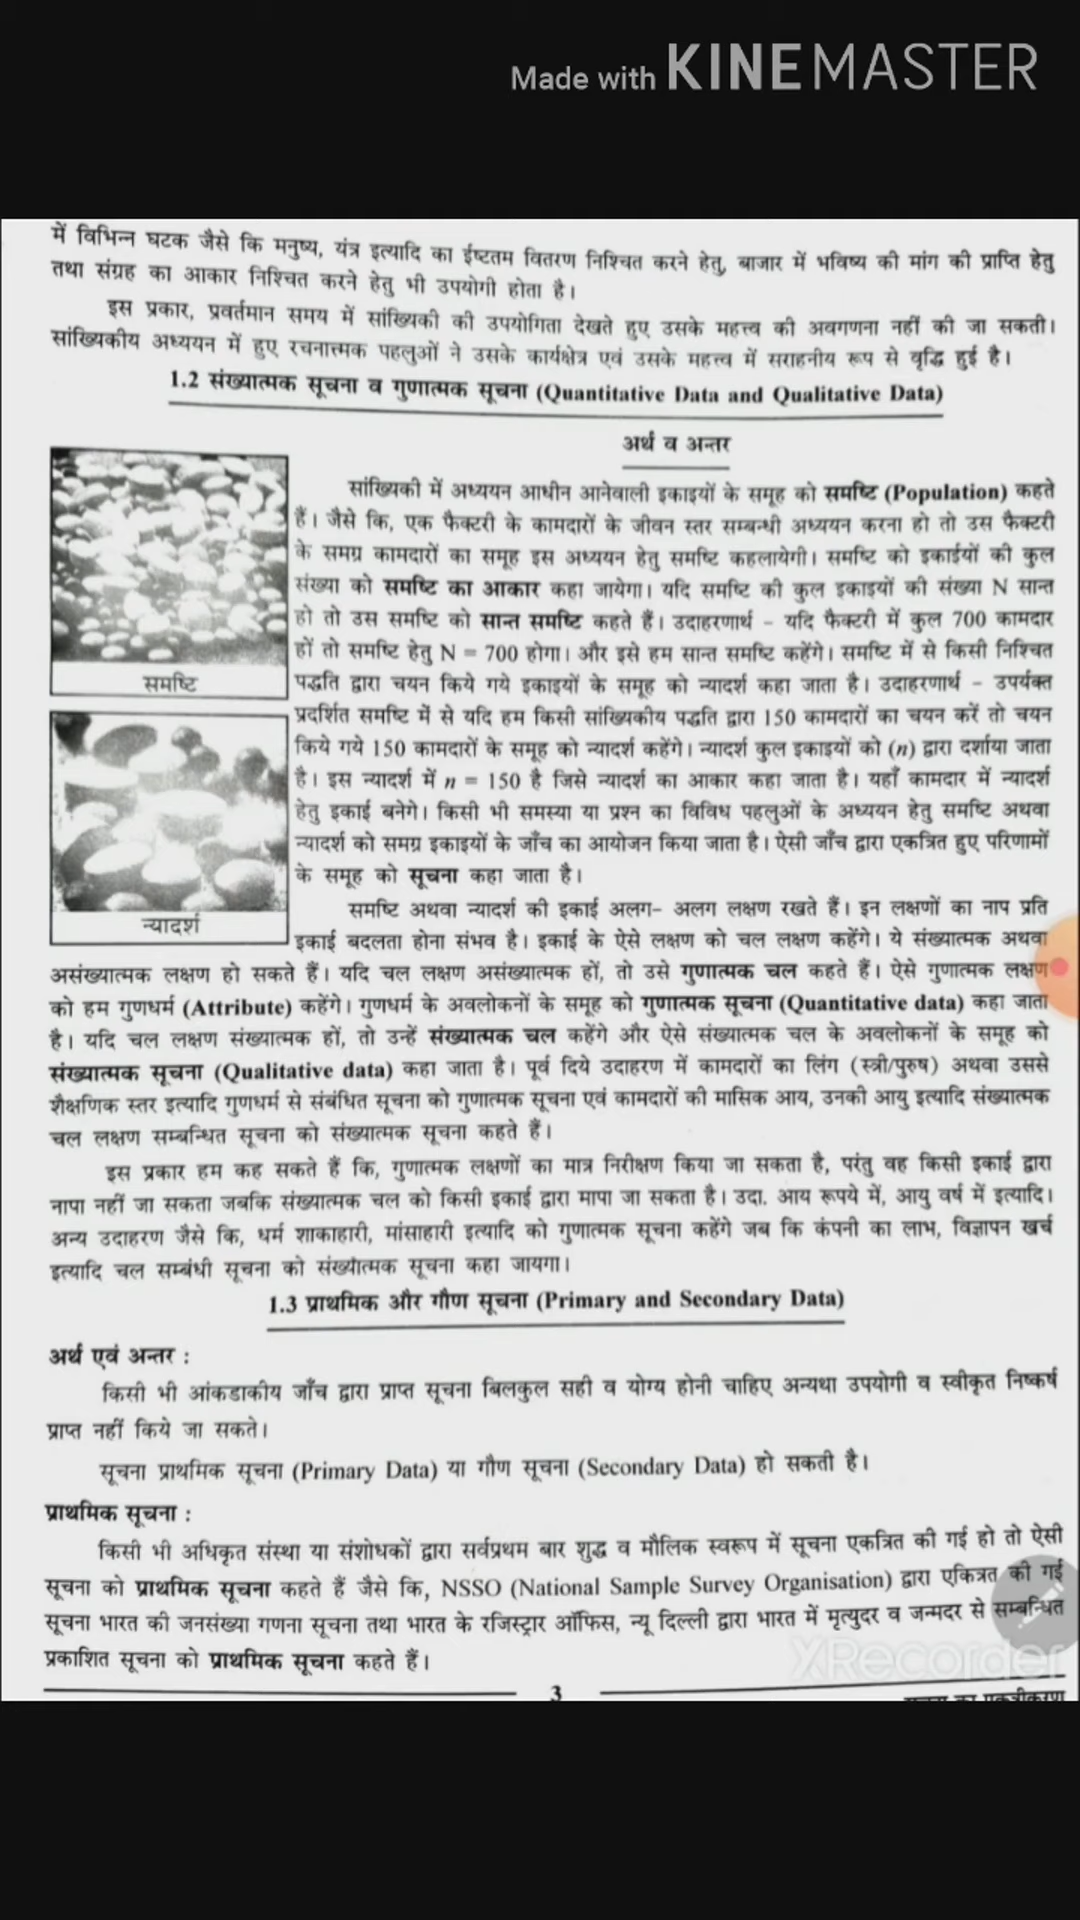 Made with KINEMASTER
में विभिन्न घटक जैसे कि मनुष्य, यंत्र इत्यादि का ईष्टतम वितरण निश्चित करने हेतु, बाजार में भविष्य की मांग की प्राप्ति हेतु
तथा संग्रह का आकार निश्चित करने हेतु भी उपयोगी होता है।
इस प्रकार, प्रवर्तमान समय में सांख्यिकी की उपयोगिता देखते हुए उसके महत्त्व की अवगणना नहीं की जा सकती।
सांख्यिकीय अध्ययन में हुए रचनात्मक पहलुओं ने उसके कार्यक्षेत्र एवं उसके महत्त्व में सराहनीय रूप से वृद्धि हुई है।
1.2 संख्यात्मक सूचना व गुणात्मक सूचना (Quantitative Data and Qualitative Data)
अर्थ व अन्तर
सांख्यिकी में अध्ययन आधीन आनेवाली इकाइयों के समूह को समष्टि (Population) कहते
हैं। जैसे कि, एक फैक्टरी के कामदारों के जीवन स्तर सम्बन्धी अध्ययन करना हो तो उस फैक्टरी
के समग्र कामदारों का समूह इस अध्ययन हेतु समष्टि कहलायेगी। समष्टि को इकाईयों की कुल
संख्या को समष्टि का आकार कहा जायेगा। यदि समष्टि की कुल इकाइयों की संख्या N सान्त
हो तो उस समष्टि को सान्त समष्टि कहते हैं। उदाहरणार्थ - यदि फैक्टरी में कुल 700 कामदार
हों तो समष्टि हेतु N = 700 होगा। और इसे हम सान्त समष्टि कहेंगे। समष्टि में से किसी निश्चित
समष्टि
पद्धति द्वारा चयन किये गये इकाइयों के समूह को न्यादर्श कहा जाता है। उदाहरणार्थ - उपर्यक्त
प्रदर्शित समष्टि में से यदि हम किसी सांख्यिकीय पद्धति द्वारा 150 कामदारों का चयन करें तो चयन
किये गये 150 कामदारों के समूह को न्यादर्श कहेंगे। न्यादर्श कुल इकाइयों को (n) द्वारा दर्शाया जाता
है। इस न्यादर्श में n = 150 है जिसे न्यादर्श का आकार कहा जाता है। यहाँ कामदार में न्यादर्श
हेतु इकाई बनेगे। किसी भी समस्या या प्रश्न का विविध पहलुओं के अध्ययन हेतु समष्टि अथवा
न्यादर्श को समग्र इकाइयों के जाँच का आयोजन किया जाता है। ऐसी जाँच द्वारा एकत्रित हुए परिणामों
के समूह को सूचना कहा जाता है।
न्यादर्श
समष्टि अथवा न्यादर्श की इकाई अलग- अलग लक्षण रखते हैं। इन लक्षणों का नाप प्रति
इकाई बदलता होना संभव है। इकाई के ऐसे लक्षण को चल लक्षण कहेंगे। ये संख्यात्मक अथवा
असंख्यात्मक लक्षण हो सकते हैं। यदि चल लक्षण असंख्यात्मक हों, तो उसे गुणात्मक चल कहते हैं। ऐसे गुणात्मक लक्षण
को हम गुणधर्म (Attribute) कहेंगे। गुणधर्म के अवलोकनों के समूह को गुणात्मक सूचना (Quantitative data) कहा जाता
है। यदि चल लक्षण संख्यात्मक हों, तो उन्हें संख्यात्मक चल कहेंगे और ऐसे संख्यात्मक चल के अवलोकनों के समूह को
संख्यात्मक सूचना (Qualitative data) कहा जाता है। पूर्व दिये उदाहरण में कामदारों का लिंग (स्त्री/पुरुष) अथवा उससे
शैक्षणिक स्तर इत्यादि गुणधर्म से संबंधित सूचना को गुणात्मक सूचना एवं कामदारों की मासिक आय, उनकी आयु इत्यादि संख्यात्मक
चल लक्षण सम्बन्धित सूचना को संख्यात्मक सूचना कहते हैं।
इस प्रकार हम कह सकते हैं कि, गुणात्मक लक्षणों का मात्र निरीक्षण किया जा सकता है, परंतु वह किसी इकाई द्वारा
नापा नहीं जा सकता जबकि संख्यात्मक चल को किसी इकाई द्वारा मापा जा सकता है। उदा. आय रूपये में, आयु वर्ष में इत्यादि।
अन्य उदाहरण जैसे कि, धर्म शाकाहारी, मांसाहारी इत्यादि को गुणात्मक सूचना कहेंगे जब कि कंपनी का लाभ, विज्ञापन खर्च
इत्यादि चल सम्बंधी सूचना को संख्यात्मक सूचना कहा जायगा।
1.3 प्राथमिक और गौण सूचना (Primary and Secondary Data)
अर्थ एवं अन्तर :
किसी भी आंकडाकीय जाँच द्वारा प्राप्त सूचना बिलकुल सही व योग्य होनी चाहिए अन्यथा उपयोगी व स्वीकृत निष्कर्ष
प्राप्त नहीं किये जा सकते।
सूचना प्राथमिक सूचना (Primary Data) या गौण सूचना (Secondary Data) हो सकती है।
प्राथमिक सूचना :
किसी भी अधिकृत संस्था या संशोधकों द्वारा सर्वप्रथम बार शुद्ध व मौलिक स्वरूप में सूचना एकत्रित की गई हो तो ऐसी
सूचना को प्राथमिक सूचना कहते हैं जैसे कि, NSSO (National Sample Survey Organisation) द्वारा एकित्रत की गई
सूचना भारत की जनसंख्या गणना सूचना तथा भारत के रजिस्ट्रार ऑफिस, न्यू दिल्ली द्वारा भारत में मृत्युदर व जन्मदर से सम्बन्धित
प्रकाशित सूचना को प्राथमिक सूचना कहते हैं।
XRecorder
3